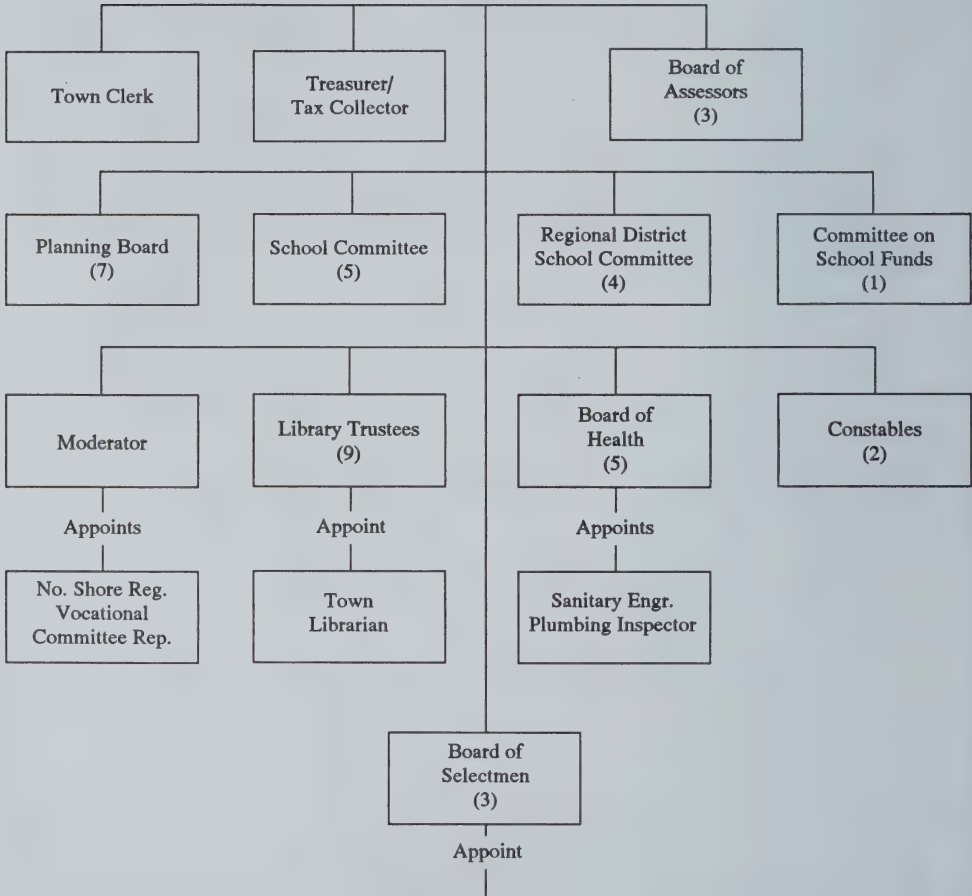 Town Clerk
Treasurer/
Tax Collector
Board of
Assessors
(3)
Planning Board
(7)
School Committee
(5)
Regional District
School Committee
(4)
Committee on
School Funds
(1)
Moderator
Library Trustees
(9)
Board of
Health
(5)
Constables
(2)
Appoints
Appoint
Appoints
No. Shore Reg.
Vocational
Committee Rep.
Town
Librarian
Sanitary Engr.
Plumbing Inspector
Board of
Selectmen
(3)
Appoint